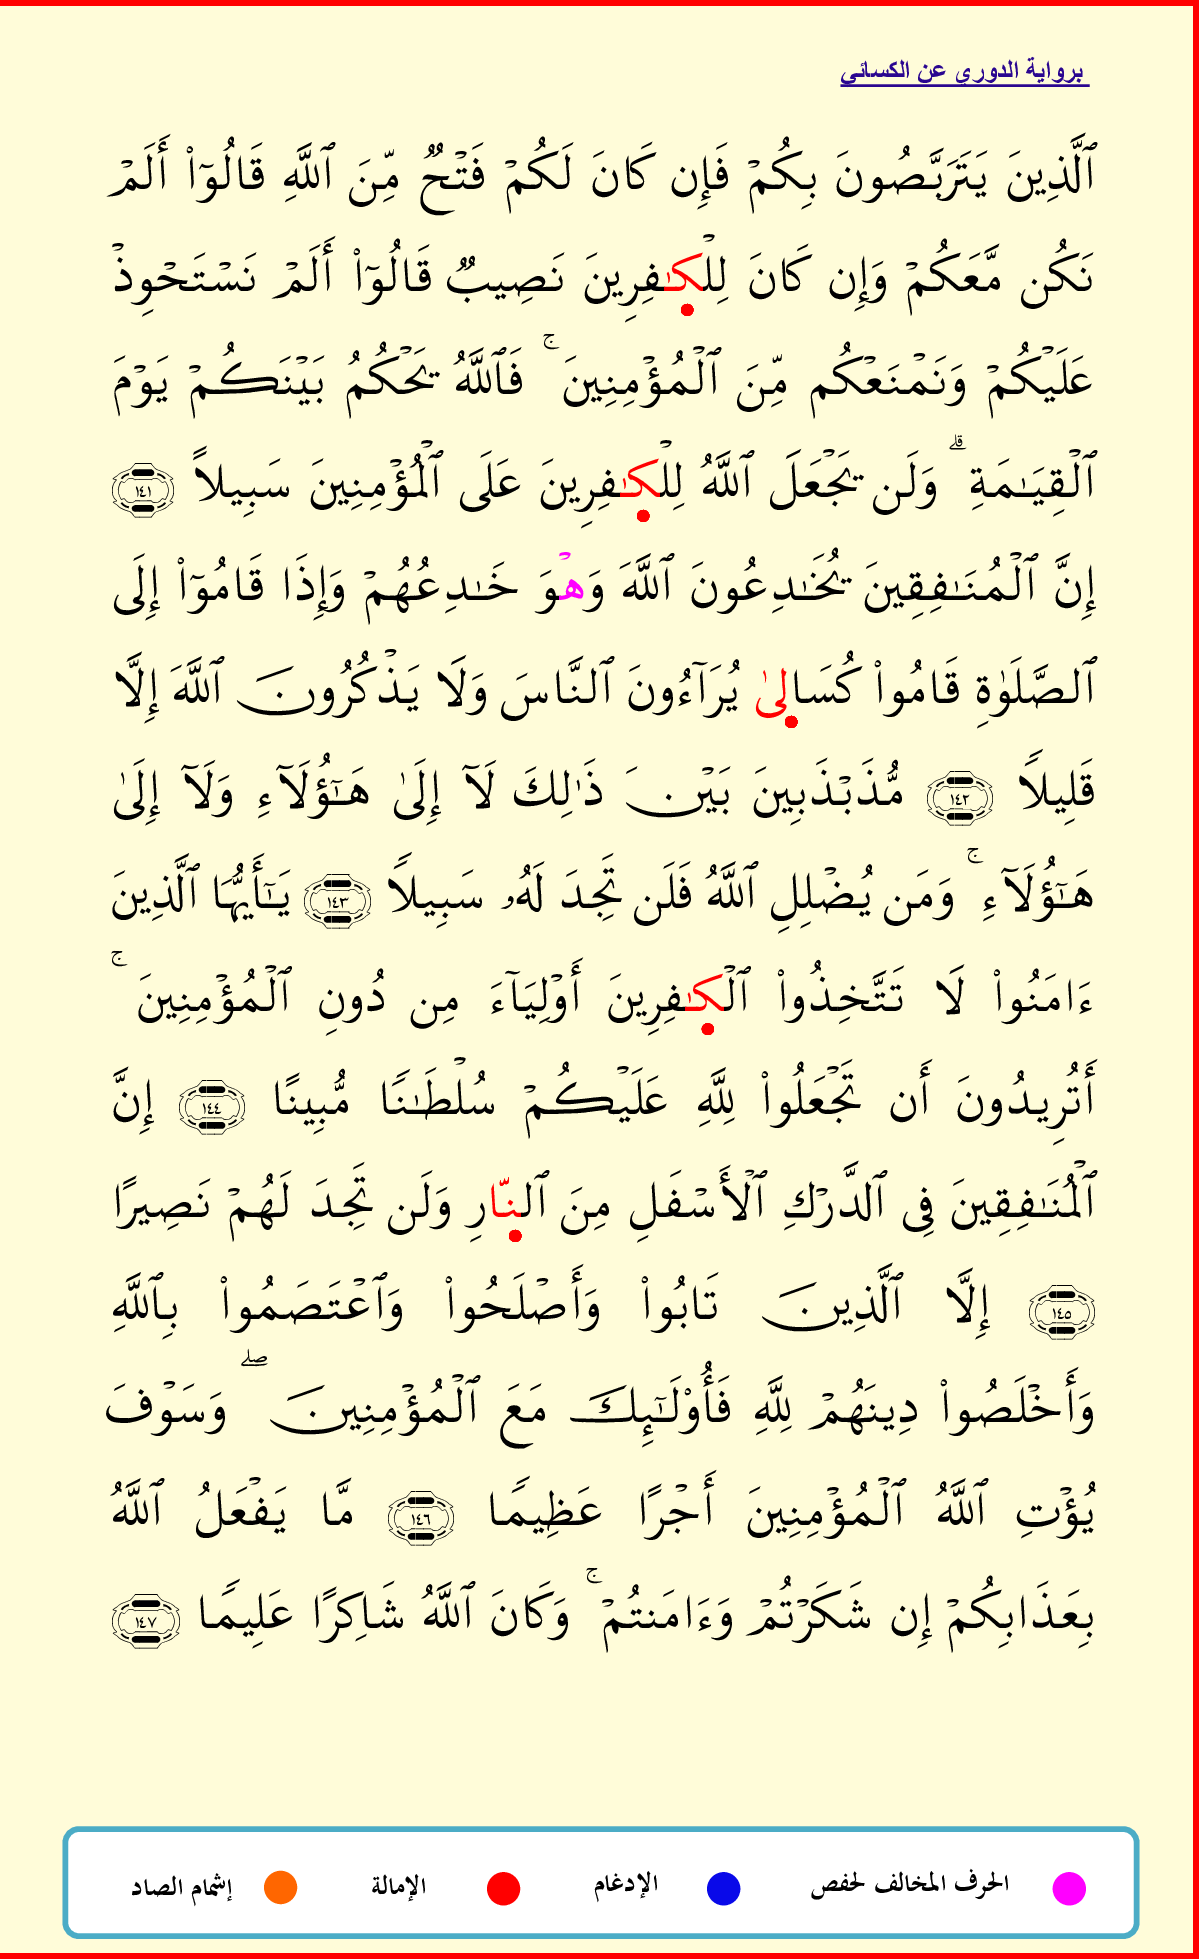 برواية الدوري عن الكسائي
ٱلَّذِينَ يَتَرَبَّصُونَ بِكُمْ فَإِن كَانَ لَكُمْ فَتْحٌ مِّنَ ٱللَّهِ قَالُوٓا۟ أَلَمْ
نَكُن مَّعَكُمْ وَإِن كَانَ لِلْكَـٰفِرِينَ نَصِيبٌ قَالُوٓا۟ أَلَمْ نَسْتَحْوِذْ
عَلَيْكُمْ وَنَمْنَعْكُم مِّنَ ٱلْمُؤْمِنِينَ ۚ فَٱللَّهُ يَحْكُمُ بَيْنَكُمْ يَوْمَ
ٱلْقِيَـٰمَةِ ۗ وَلَن يَجْعَلَ ٱللَّهُ لِلْكَـٰفِرِينَ عَلَى ٱلْمُؤْمِنِينَ سَبِيلاً ١٤١
إِنَّ ٱلْمُنَـٰفِقِينَ يُخَـٰدِعُونَ ٱللَّهَ وَهْوَ خَـٰدِعُهُمْ وَإِذَا قَامُوٓا۟ إِلَى
ٱلصَّلَوٰةِ قَامُوا۟ كُسَالىٰ يُرَآءُونَ ٱلنَّاسَ وَلَا يَذْكُرُونَ ٱللَّهَ إِلَّا
قَلِيلاً ١٤٣ مُّذَبْذَبِينَ بَيْنَ ذَٰلِكَ لَآ إِلَىٰ هَـٰٓؤُلَآءِ وَلَآ إِلَىٰ
هَـٰٓؤُلَآءِ ۚ وَمَن يُضْلِلِ ٱللَّهُ فَلَن تَجِدَ لَهُۥ سَبِيلاً ١٤٣ يَـٰٓأَيُّهَا ٱلَّذِينَ
ءَامَنُوا۟ لَا تَتَّخِذُوا۟ ٱلْكَـٰفِرِينَ أَوْلِيَآءَ مِن دُونِ ٱلْمُؤْمِنِينَ ۚ
أَتُرِيدُونَ أَن تَجْعَلُوا۟ لِلَّهِ عَلَيْكُمْ سُلْطَـٰنًا مُّبِينًا ١٤٤ إِنَّ
ٱلْمُنَـٰفِقِينَ فِى ٱلدَّرْكِ ٱلْأَسْفَلِ مِنَ ٱلنّارِ وَلَن تَجِدَ لَهُمْ نَصِيرًا
١٤٥ إِلَّا ٱلَّذِينَ تَابُوا۟ وَأَصْلَحُوا۟ وَٱعْتَصَمُوا۟ بِٱللَّهِ
وَأَخْلَصُوا۟ دِينَهُمْ لِلَّهِ فَأُو۟لَـٰٓئِكَ مَعَ ٱلْمُؤْمِنِينَ ۖ وَسَوْفَ
يُؤْتِ ٱللَّهُ ٱلْمُؤْمِنِينَ أَجْرًا عَظِيمًا ١٤٦ مَّا يَفْعَلُ ٱللَّهُ
بِعَذَابِكُمْ إِن شَكَرْتُمْ وَءَامَنتُمْ ۚ وَكَانَ ٱللَّهُ شَاكِرًا عَلِيمًا ١٤٧
الحرف المخالف لحفص الإدغام الإمالة إشمام الصاد